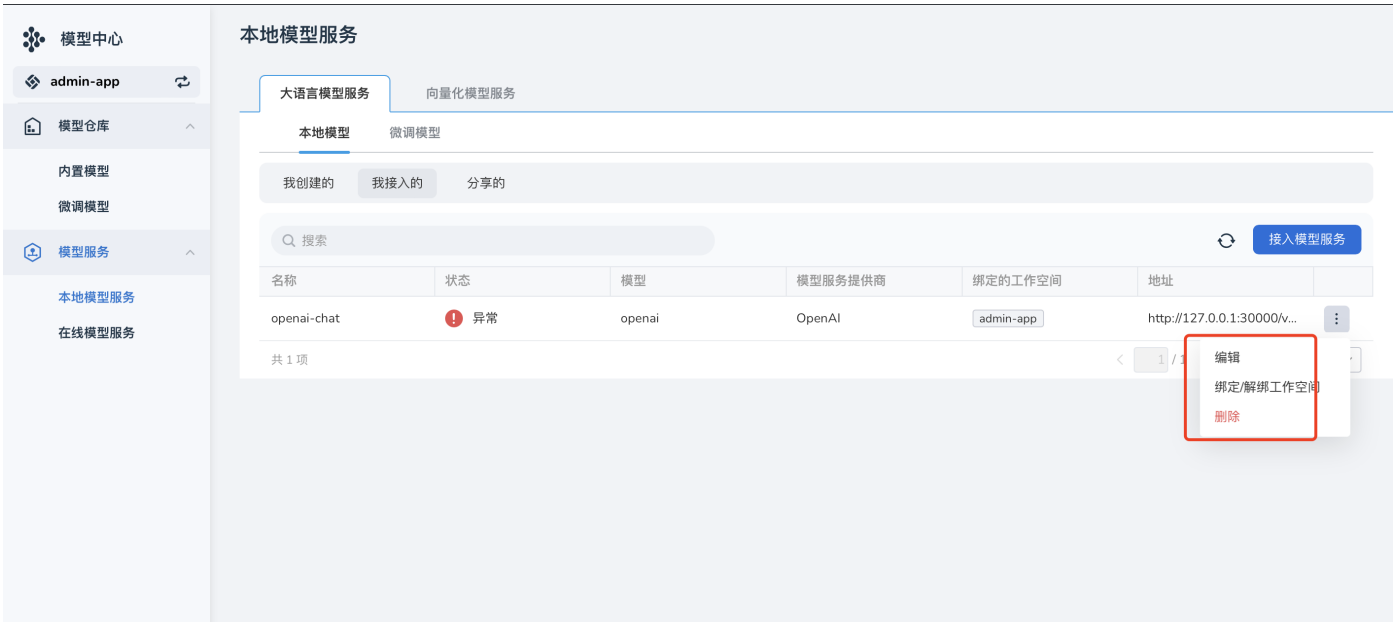 模型中心
admin-app
模型仓库
内置模型
微调模型
模型服务
本地模型服务
在线模型服务
本地模型服务
大语言模型服务 向量化模型服务
本地模型 微调模型
我创建的 我接入的 分享的
搜索 接入模型服务
名称 状态 模型 模型服务提供商 绑定的工作空间 地址
openai-chat 异常 openai OpenAI admin-app http://127.0.0.1:30000/v...
共 1 项 1 / 1
编辑
绑定/解绑工作空间
删除